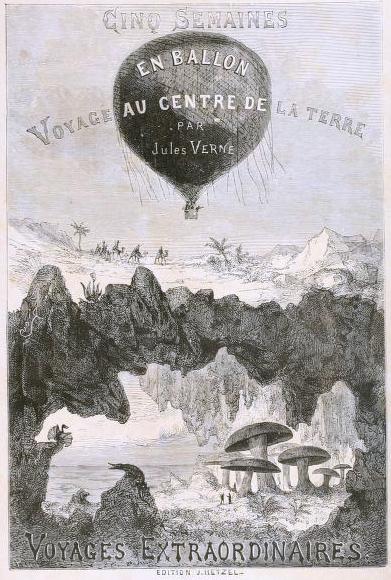 CINQ SEMAINES
EN BALLON
VOYAGE AU CENTRE DE LA TERRE
PAR
Jules VERNE
VOYAGES EXTRAORDINAIRES.
EDITION J. HETZEL